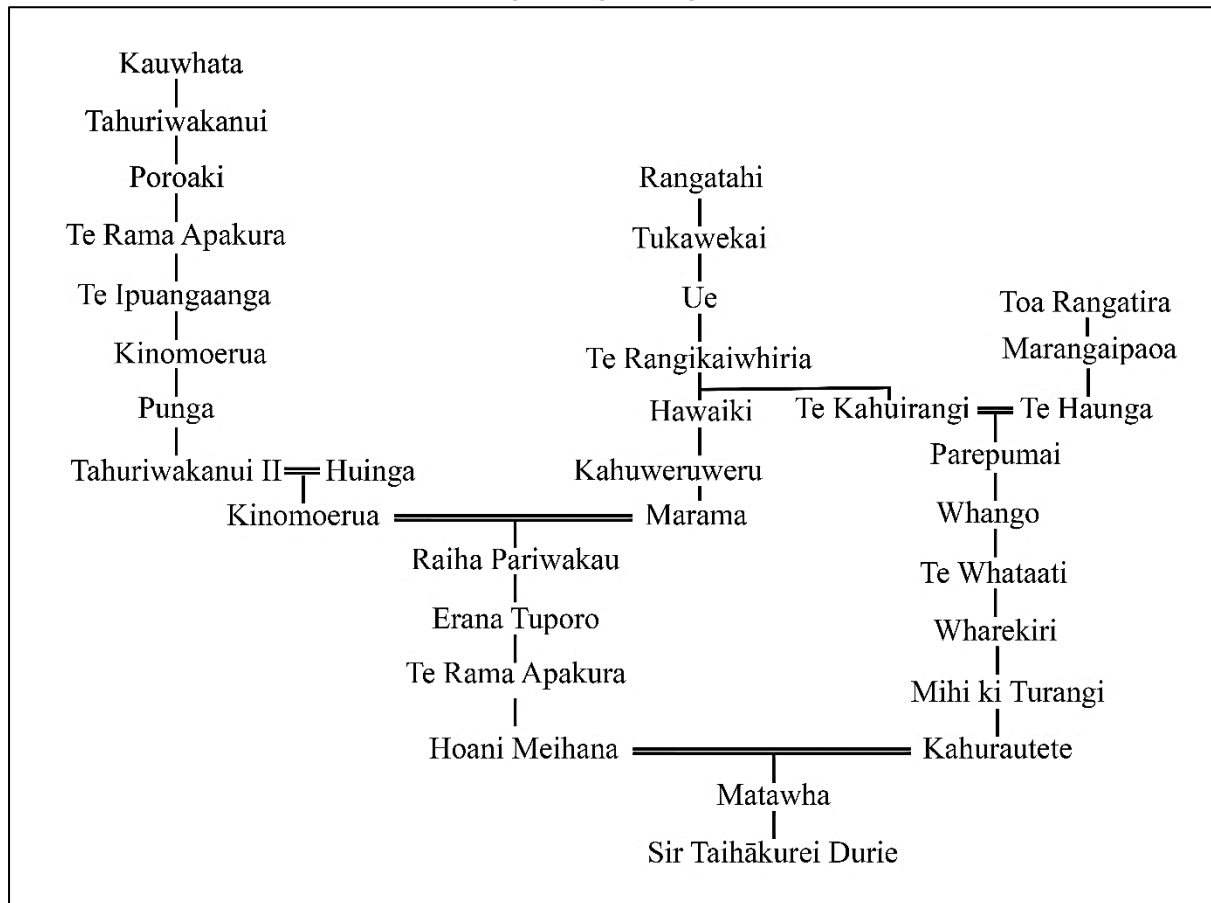 Kauwhata
Tahuriwakanui
Poroaki
Rangatahi
Te Rama Apakura
Tukawekai
Te Ipuangaanga
Ue
Toa Rangatira
Kinomoerua
Te Rangikaiwhiria
Marangaipaoa
Punga
Hawaiki
Te Kahuirangi
Te Haunga
Parepumai
Tahuriwakanui II
Huinga
Kahuweruweru
Kinomoerua
Marama
Whango
Raiha Pariwakau
Te Whataati
Erana Tuporo
Wharekiri
Te Rama Apakura
Mihi ki Turangi
Hoani Meihana
Kahurautete
Matawha
Sir Taihākurei Durie